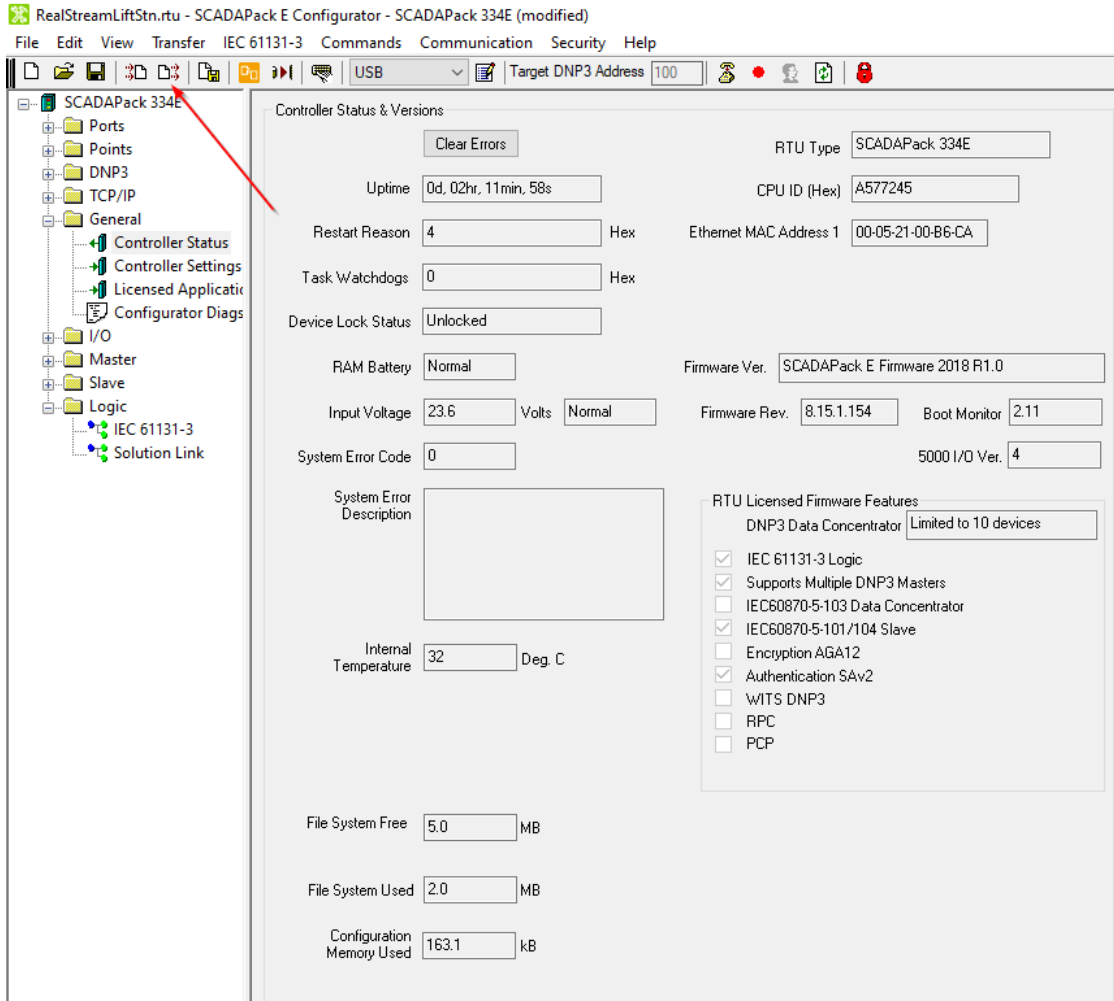 RealStreamLiftStn.rtu - SCADAPack E Configurator - SCADAPack 334E (modified)
File Edit View Transfer IEC 61131-3 Commands Communication Security Help
USB Target DNP3 Address 100
SCADAPack 334E
Ports
Points
DNP3
TCP/IP
General
Controller Status
Controller Settings
Licensed Applicatic
Configurator Diags
I/O
Master
Slave
Logic
IEC 61131-3
Solution Link
Controller Status & Versions
Clear Errors
RTU Type SCADAPack 334E
Uptime 0d, 02hr, 11min, 58s
CPU ID (Hex) A577245
Restart Reason 4 Hex
Ethernet MAC Address 1 00-05-21-00-B6-CA
Task Watchdogs 0 Hex
Device Lock Status Unlocked
RAM Battery Normal
Firmware Ver. SCADAPack E Firmware 2018 R1.0
Input Voltage 23.6 Volts Normal
Firmware Rev. 8.15.1.154 Boot Monitor 2.11
System Error Code 0
5000 I/O Ver. 4
System Error
Description
RTU Licensed Firmware Features
DNP3 Data Concentrator Limited to 10 devices
IEC 61131-3 Logic
Supports Multiple DNP3 Masters
IEC60870-5-103 Data Concentrator
IEC60870-5-101/104 Slave
Encryption AGA12
Authentication SAv2
WITS DNP3
RPC
PCP
Internal
Temperature 32 Deg. C
File System Free 5.0 MB
File System Used 2.0 MB
Configuration
Memory Used 163.1 kB